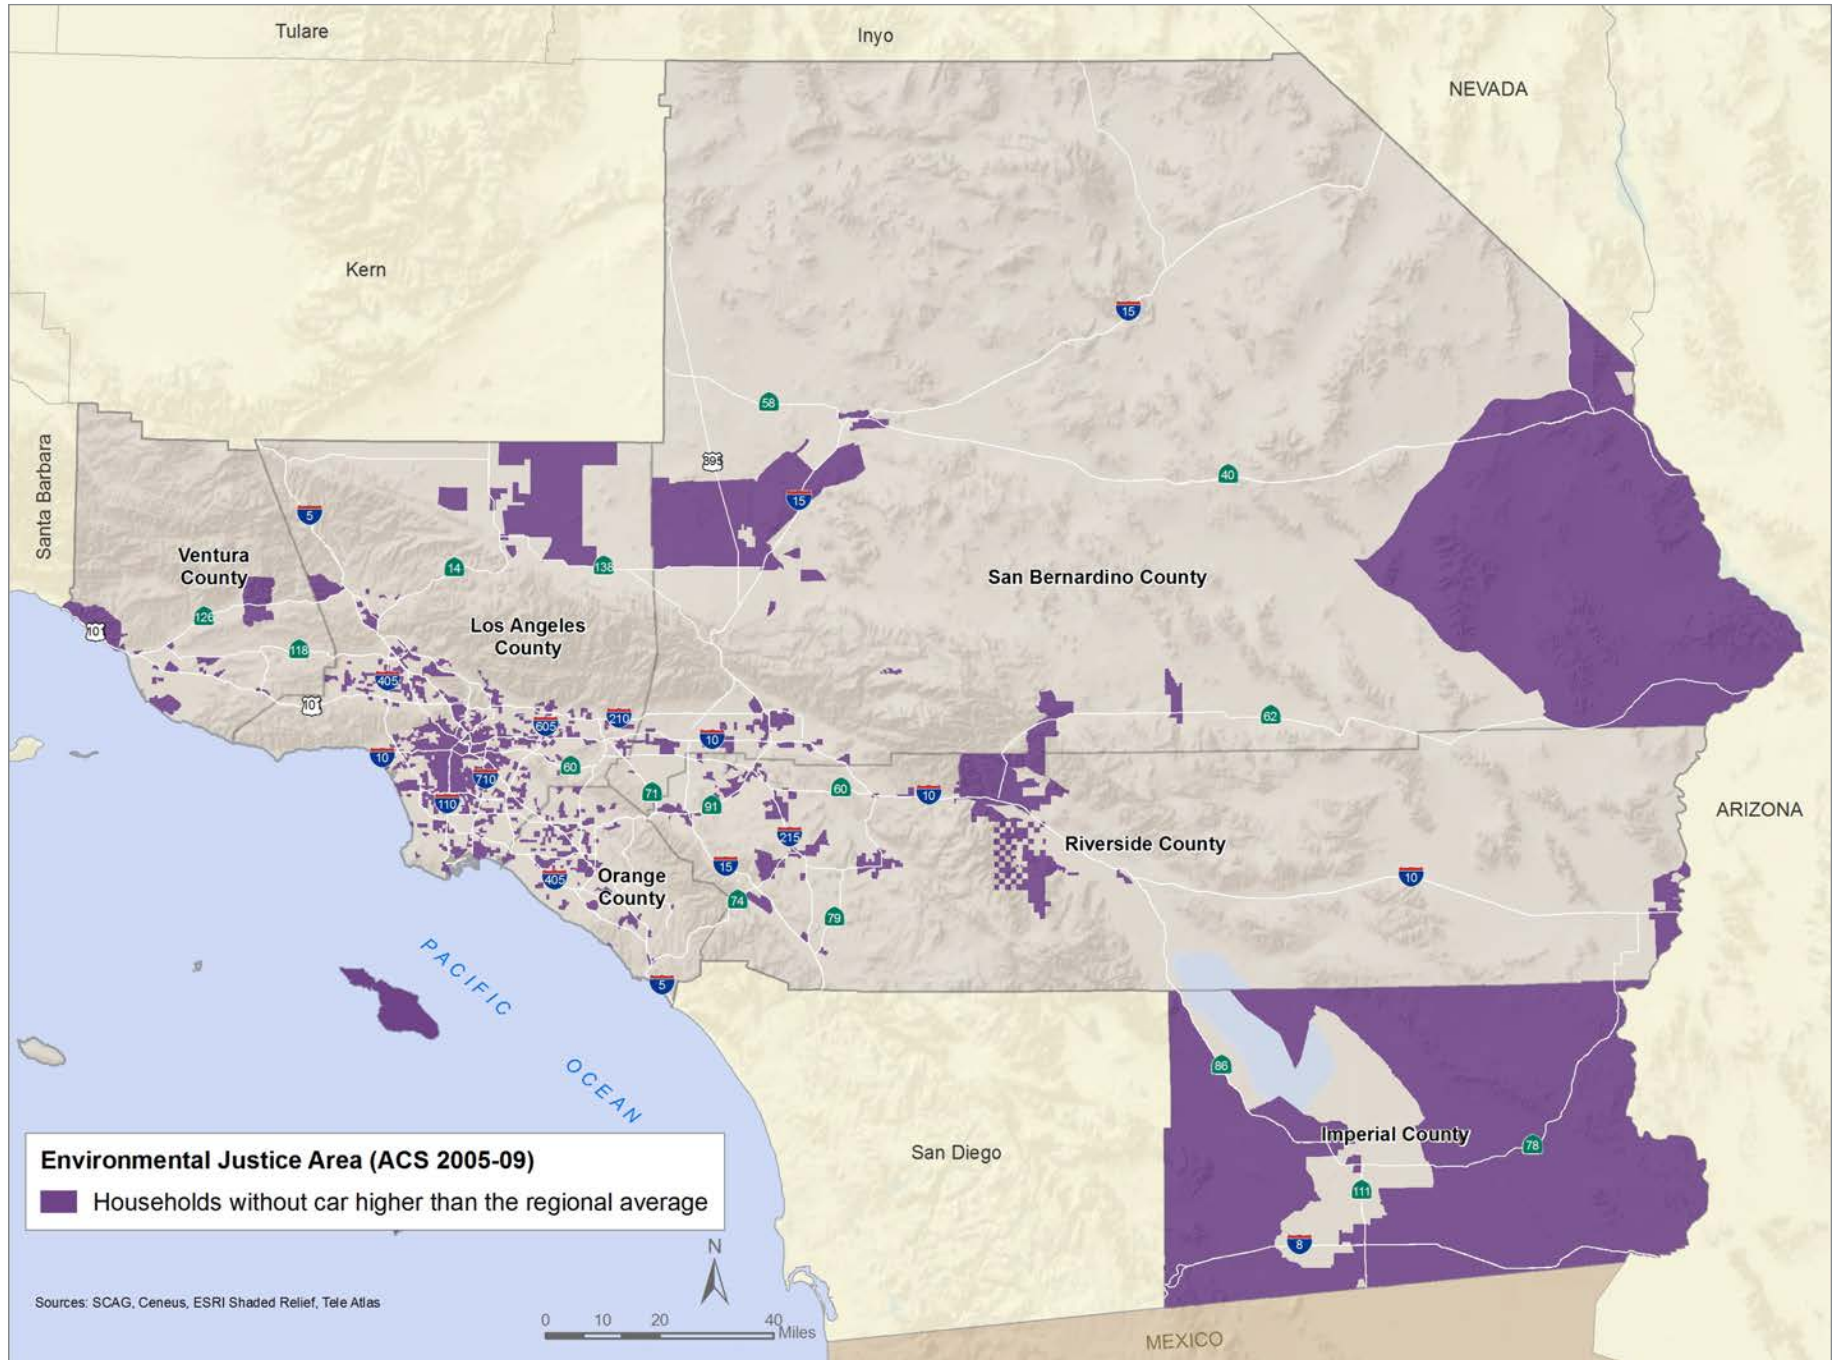 Tulare
Inyo
NEVADA
Kern
15
58
395
Santa Barbara
15
40
5
Ventura
County
14
138
San Bernardino County
126
Los Angeles
County
101
118
405
101
605
210
62
10
10
60
710
71
60
10
91
110
ARIZONA
215
Riverside County
15
10
405
Orange
County
74
79
PACIFIC
5
OCEAN
86
Imperial County
78
San Diego
Environmental Justice Area (ACS 2005-09)
Households without car higher than the regional average
111
8
N
Sources: SCAG, Ceneus, ESRI Shaded Relief, Tele Atlas
0 10 20 40
Miles
MEXICO